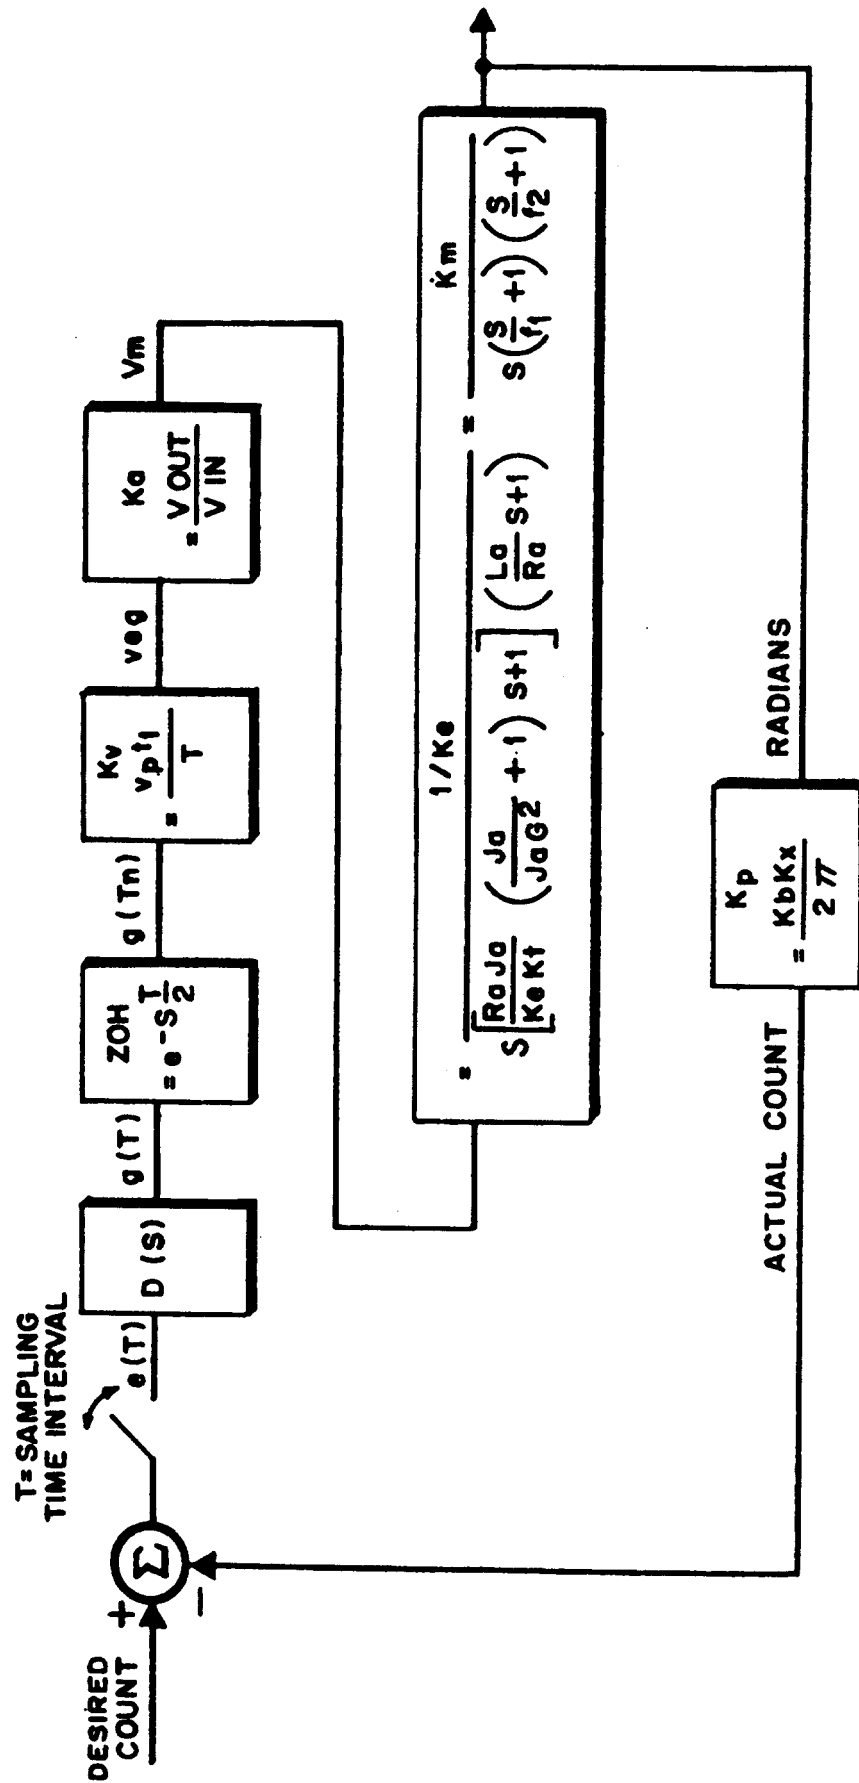 T = SAMPLING
TIME INTERVAL
DESIRED
COUNT
+
Σ
−
e(T)
D (S)
g (T)
ZOH
= e^-S T/2
g (Tn)
Kv
= vp t1 / T
veg
Ka
= V OUT / V IN
Vm
= 1/Ke / S [ RaJa / KeKt ( Ja / JaG² + 1 ) S+1 ] ( La / Ra S+1 ) = Km / S ( S / f1 + 1 ) ( S / f2 + 1 )
ACTUAL COUNT
Kp
= KbKx / 2π
RADIANS